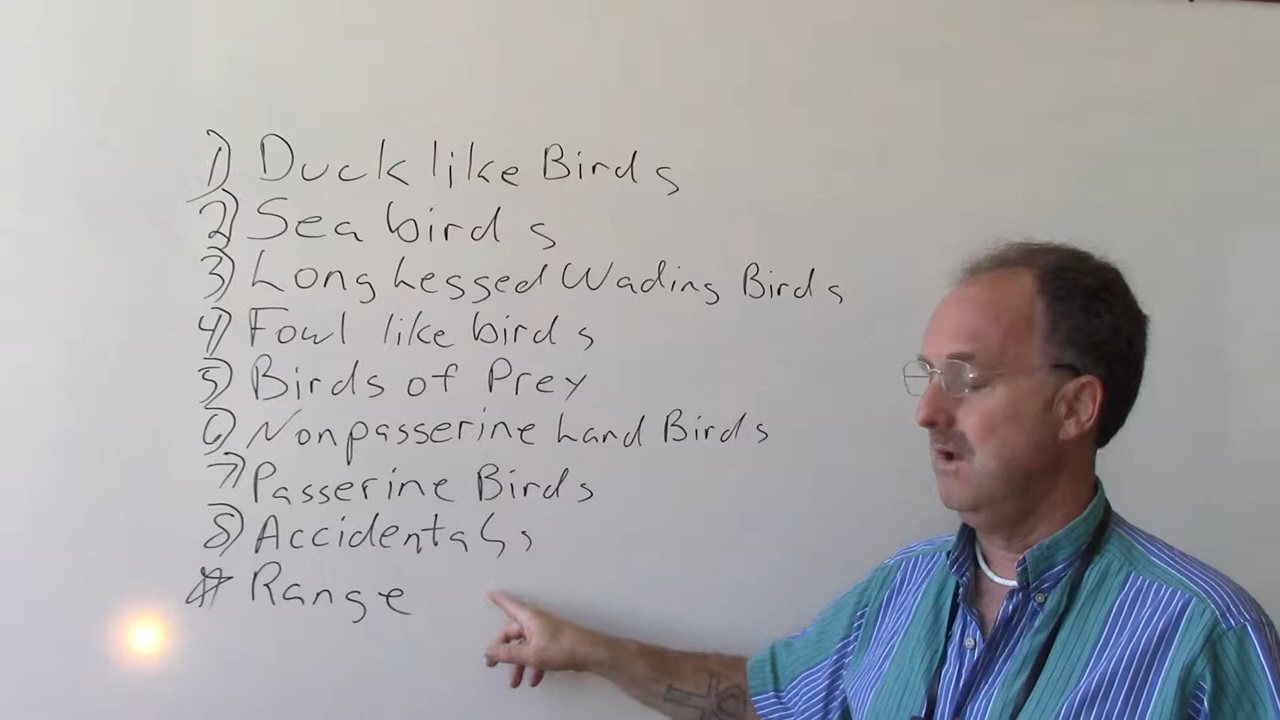 1) Duck like Birds
2) Sea birds
3) Long Legged Wading Birds
4) Fowl like birds
5) Birds of Prey
6) Nonpasserine Land Birds
7) Passerine Birds
8) Accidentals
* Range